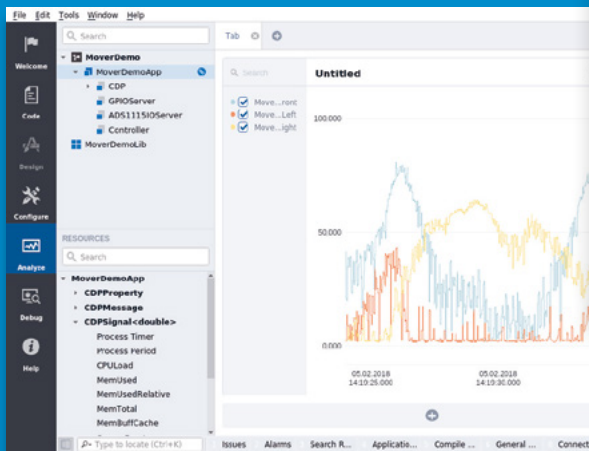 File Edit Tools Window Help
Welcome
Code
Design
Configure
Analyze
Debug
Help
Search
MoverDemo
MoverDemoApp
CDP
GPIOServer
ADS1115IOServer
Controller
MoverDemoLib
RESOURCES
Search
MoverDemoApp
CDPProperty
CDPMessage
CDPSignal<double>
Process Timer
Process Period
CPULoad
MemUsed
MemUsedRelative
MemTotal
MemBuffCache
Tab
Search
Untitled
Move...ront
Move...Left
Move...ight
100.000
50.000
0.000
05.02.2018
14:19:25.000
05.02.2018
14:19:30.000
Type to locate (Ctrl+K)
Issues Alarms Search R... Applicatio... Compile ... General ... Connect